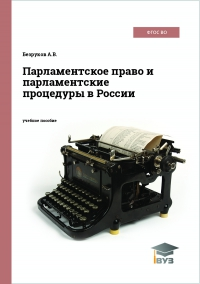 ФГОС ВО
Безруков А.В.
Парламентское право и
парламентские
процедуры в России
учебное пособие
ВУЗ